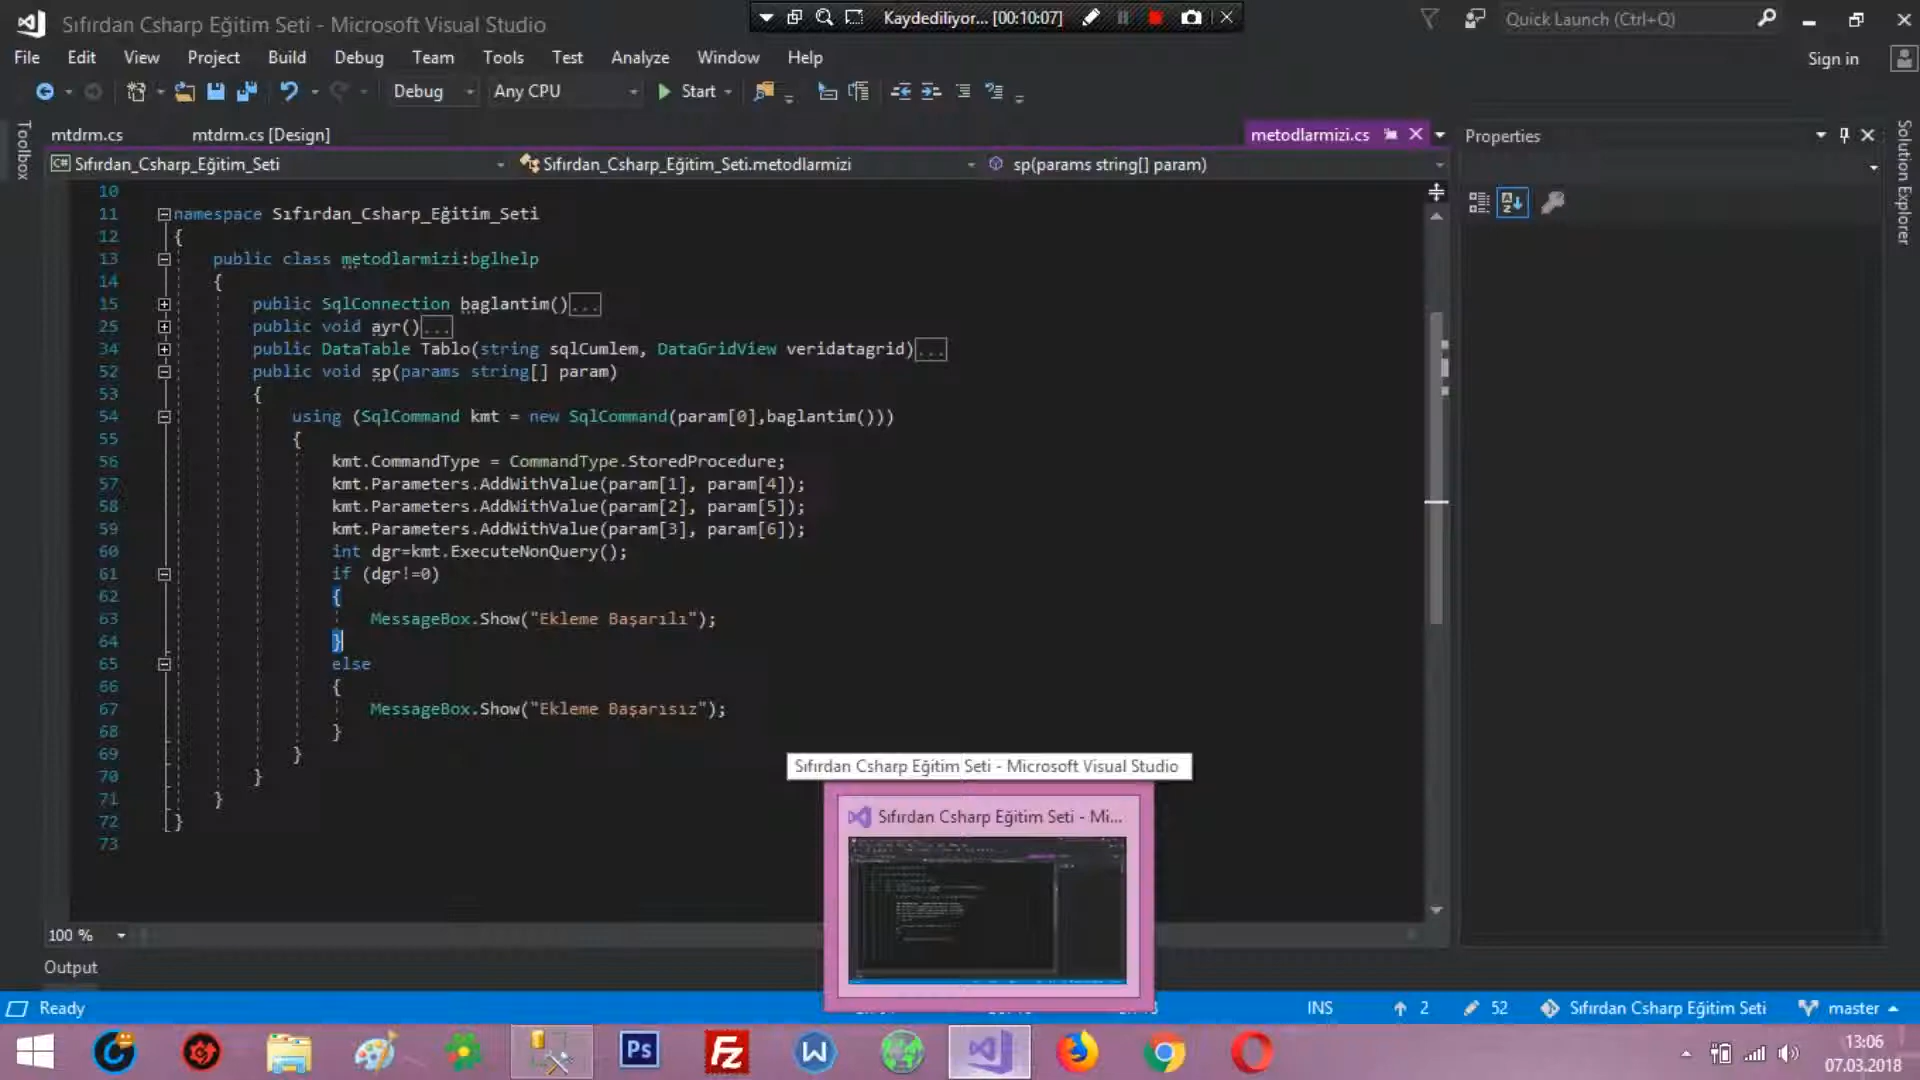 Sıfırdan Csharp Eğitim Seti - Microsoft Visual Studio
Kaydediliyor... [00:10:07]
Quick Launch (Ctrl+Q)
File Edit View Project Build Debug Team Tools Test Analyze Window Help
Sign in
Debug Any CPU Start
Toolbox
mtdrm.cs mtdrm.cs [Design] metodlarmizi.cs
Properties
Solution Explorer
C# Sıfırdan_Csharp_Eğitim_Seti Sıfırdan_Csharp_Eğitim_Seti.metodlarmizi sp(params string[] param)
10
11 namespace Sıfırdan_Csharp_Eğitim_Seti
12 {
13 public class metodlarmizi:bglhelp
14 {
15 public SqlConnection baglantim()...
25 public void ayr()...
34 public DataTable Tablo(string sqlCumlem, DataGridView veridatagrid)...
52 public void sp(params string[] param)
53 {
54 using (SqlCommand kmt = new SqlCommand(param[0],baglantim()))
55 {
56 kmt.CommandType = CommandType.StoredProcedure;
57 kmt.Parameters.AddWithValue(param[1], param[4]);
58 kmt.Parameters.AddWithValue(param[2], param[5]);
59 kmt.Parameters.AddWithValue(param[3], param[6]);
60 int dgr=kmt.ExecuteNonQuery();
61 if (dgr!=0)
62 {
63 MessageBox.Show("Ekleme Başarılı");
64 }
65 else
66 {
67 MessageBox.Show("Ekleme Başarısız");
68 }
69 }
70 }
71 }
72 }
73
Sıfırdan Csharp Eğitim Seti - Microsoft Visual Studio
Sıfırdan Csharp Eğitim Seti - Mi...
100 %
Output
Ready INS 2 52 Sıfırdan Csharp Eğitim Seti master
Ps
Fz
W
13:06
07.03.2018